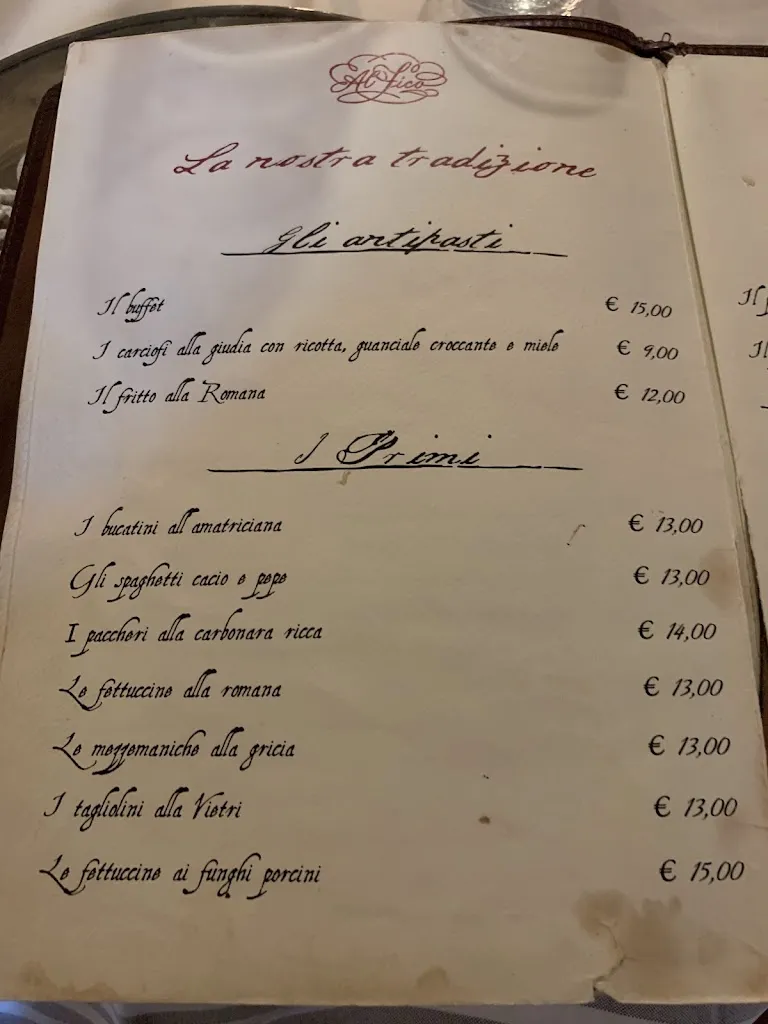 Al Fico
La nostra tradizione
Gli antipasti
Il buffet € 15,00
I carciofi alla giudia con ricotta, guanciale croccante e miele € 9,00
Il fritto alla Romana € 12,00
I Primi
I bucatini all'amatriciana € 13,00
Gli spaghetti cacio e pepe € 13,00
I paccheri alla carbonara ricca € 14,00
Le fettuccine alla romana € 13,00
Le mezzemaniche alla gricia € 13,00
I tagliolini alla Vietri € 13,00
Le fettuccine ai funghi porcini € 15,00